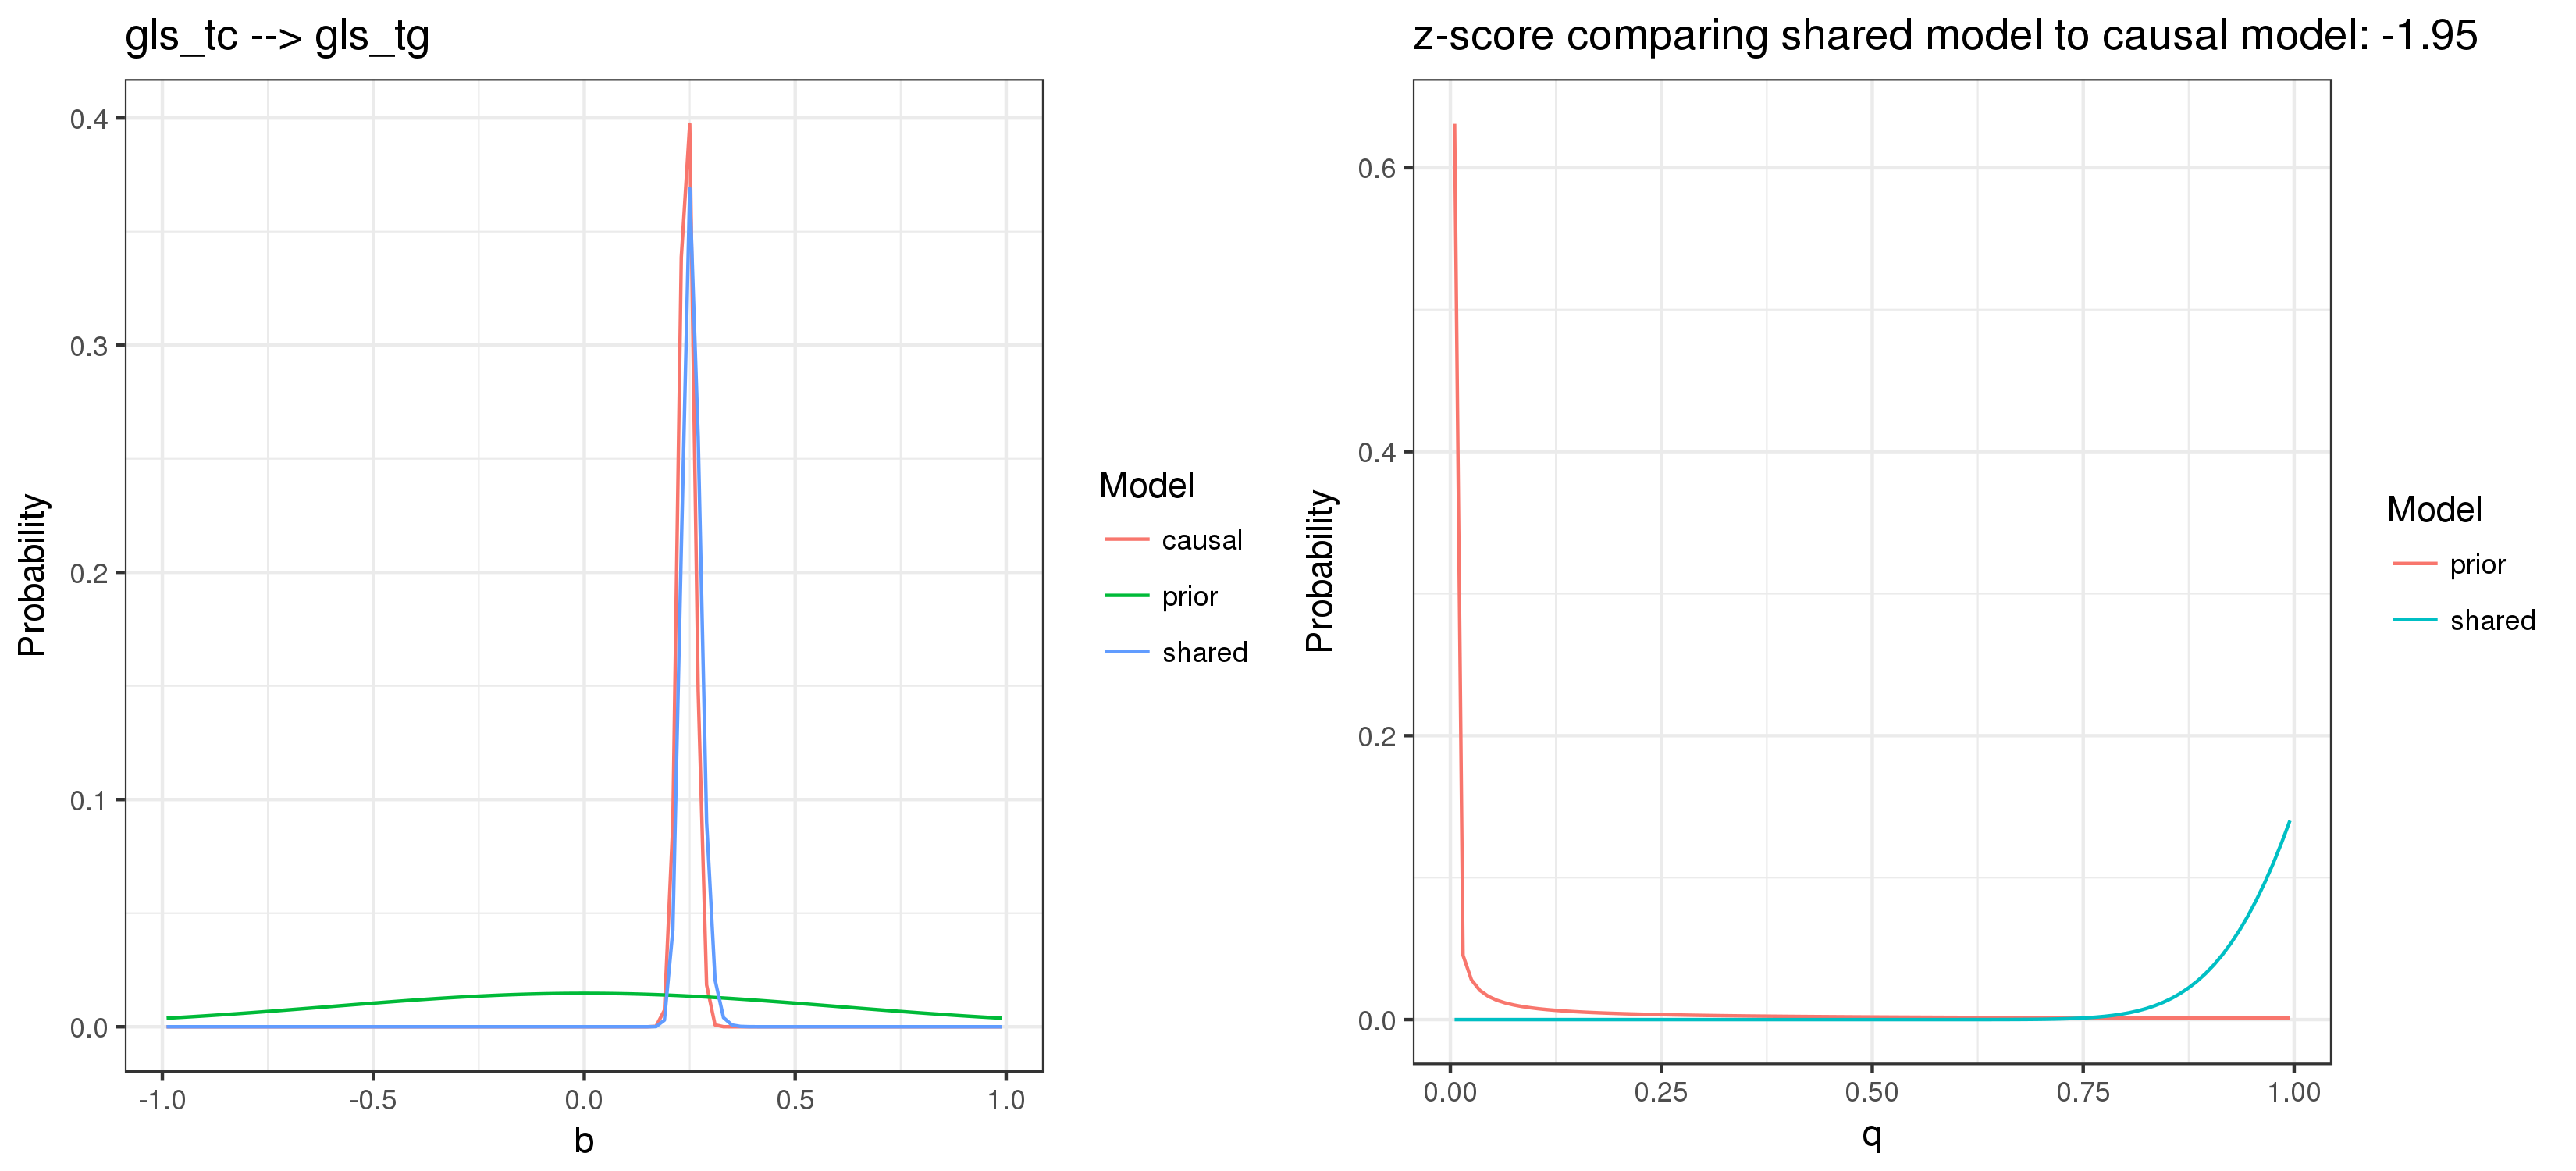 gls_tc --> gls_tg
Probability
0.4
0.3
0.2
0.1
0.0
-1.0 -0.5 0.0 0.5 1.0
b
Model
causal
prior
shared
z-score comparing shared model to causal model: -1.95
Probability
0.6
0.4
0.2
0.0
0.00 0.25 0.50 0.75 1.00
q
Model
prior
shared